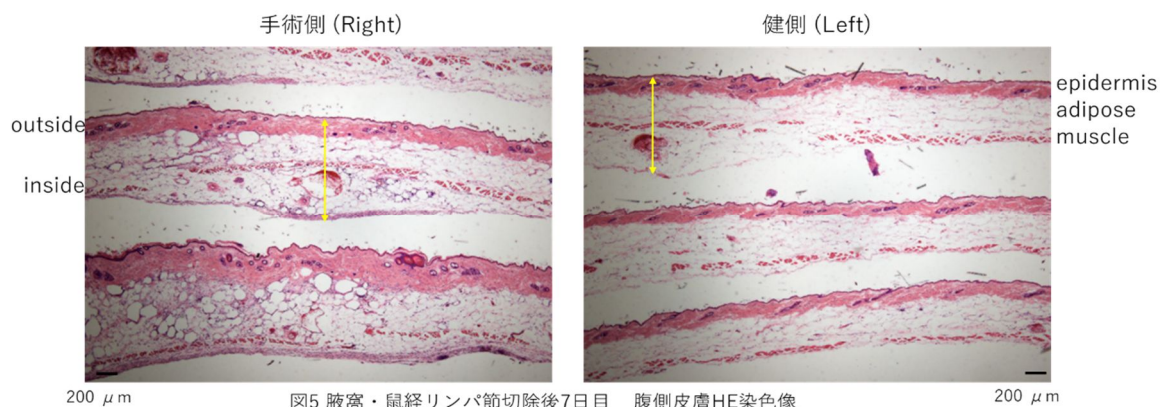 手術側 (Right)
健側 (Left)
outside
inside
epidermis
adipose
muscle
200 μm
200 μm
図5 腋窩・鼠経リンパ節切除後7日目　腹側皮膚HE染色像